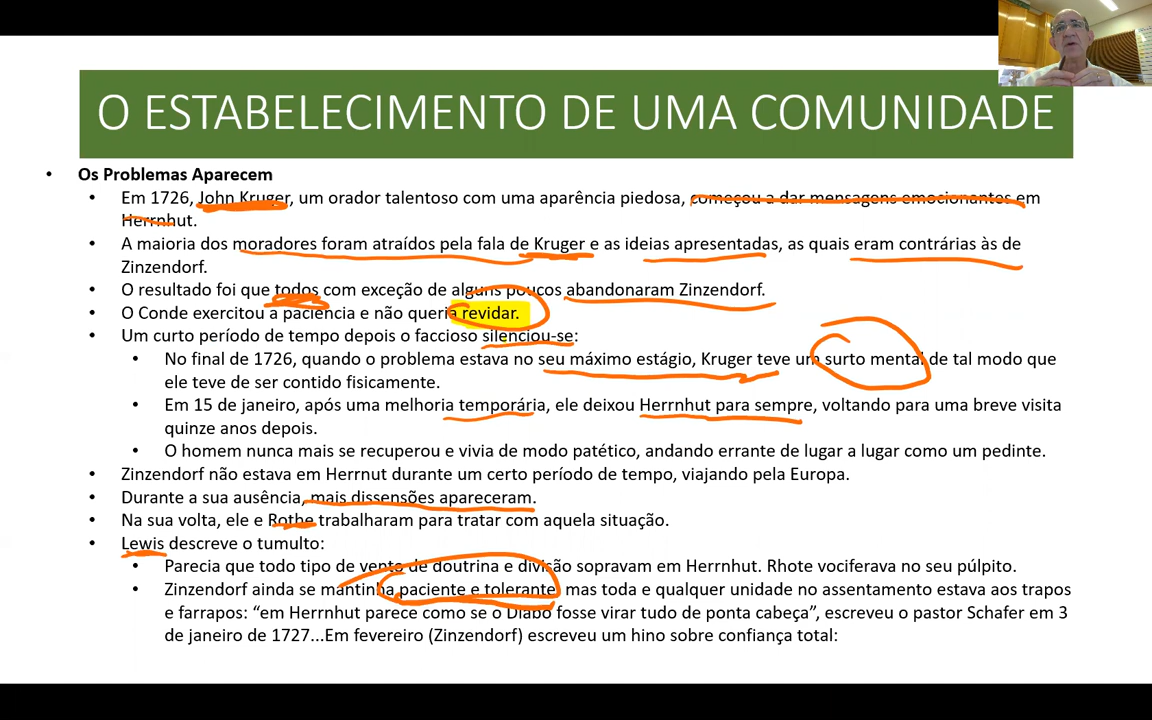 O ESTABELECIMENTO DE UMA COMUNIDADE
• Os Problemas Aparecem
• Em 1726, John Kruger, um orador talentoso com uma aparência piedosa, começou a dar mensagens emocionantes em
Herrnhut.
• A maioria dos moradores foram atraídos pela fala de Kruger e as ideias apresentadas, as quais eram contrárias às de
Zinzendorf.
• O resultado foi que todos com exceção de alguns poucos abandonaram Zinzendorf.
• O Conde exercitou a paciência e não queria revidar.
• Um curto período de tempo depois o faccioso silenciou-se:
• No final de 1726, quando o problema estava no seu máximo estágio, Kruger teve um surto mental de tal modo que
ele teve de ser contido fisicamente.
• Em 15 de janeiro, após uma melhoria temporária, ele deixou Herrnhut para sempre, voltando para uma breve visita
quinze anos depois.
• O homem nunca mais se recuperou e vivia de modo patético, andando errante de lugar a lugar como um pedinte.
• Zinzendorf não estava em Herrnut durante um certo período de tempo, viajando pela Europa.
• Durante a sua ausência, mais dissensões apareceram.
• Na sua volta, ele e Rothe trabalharam para tratar com aquela situação.
• Lewis descreve o tumulto:
• Parecia que todo tipo de vento de doutrina e divisão sopravam em Herrnhut. Rhote vociferava no seu púlpito.
• Zinzendorf ainda se mantinha paciente e tolerante, mas toda e qualquer unidade no assentamento estava aos trapos
e farrapos: “em Herrnhut parece como se o Diabo fosse virar tudo de ponta cabeça”, escreveu o pastor Schafer em 3
de janeiro de 1727...Em fevereiro (Zinzendorf) escreveu um hino sobre confiança total: